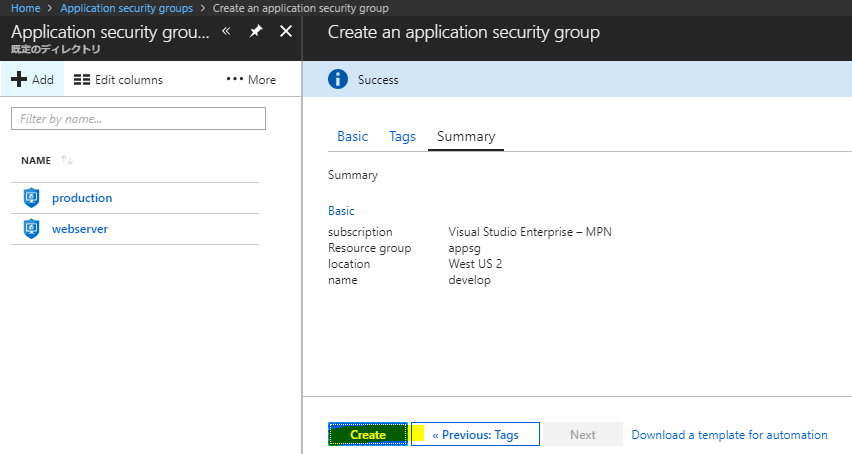 Home > Application security groups > Create an application security group
Application security grou... «
既定のディレクトリ
Add Edit columns ••• More
Filter by name...
NAME ↑↓
production
webserver
Create an application security group
Success
Basic Tags Summary
Summary
Basic
subscription Visual Studio Enterprise – MPN
Resource group appsg
location West US 2
name develop
Create « Previous: Tags Next Download a template for automation